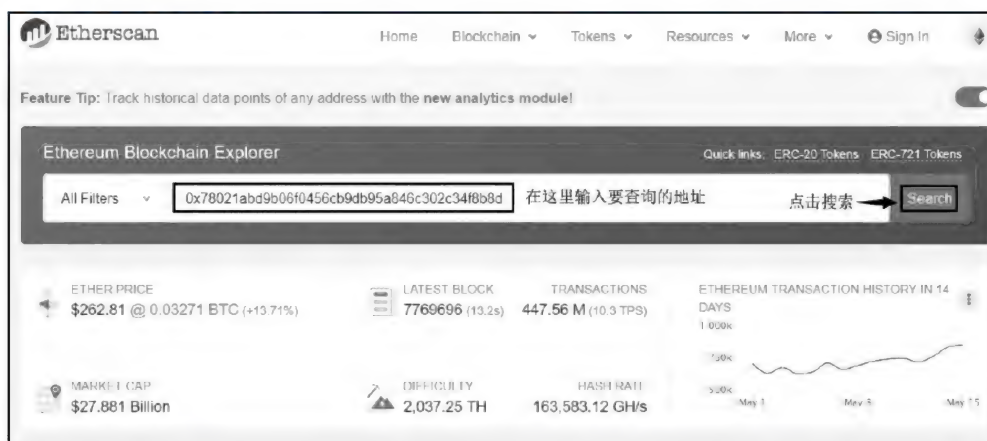 Etherscan
Home Blockchain Tokens Resources More Sign In
Feature Tip: Track historical data points of any address with the new analytics module!
Ethereum Blockchain Explorer
Quick links: ERC-20 Tokens ERC-721 Tokens
All Filters 0x78021abd9b06f0456cb9db95a846c302c34f8b8d 在这里输入要查询的地址 点击搜索 Search
ETHER PRICE
$262.81 @ 0.03271 BTC (+13.71%)
LATEST BLOCK TRANSACTIONS
7769696 (13.2s) 447.56 M (10.3 TPS)
ETHEREUM TRANSACTION HISTORY IN 14 DAYS
1 000k
750k
500k
May 1 May 8 May 15
MARKET CAP
$27.881 Billion
DIFFICULTY HASH RATE
2,037.25 TH 163,583.12 GH/s